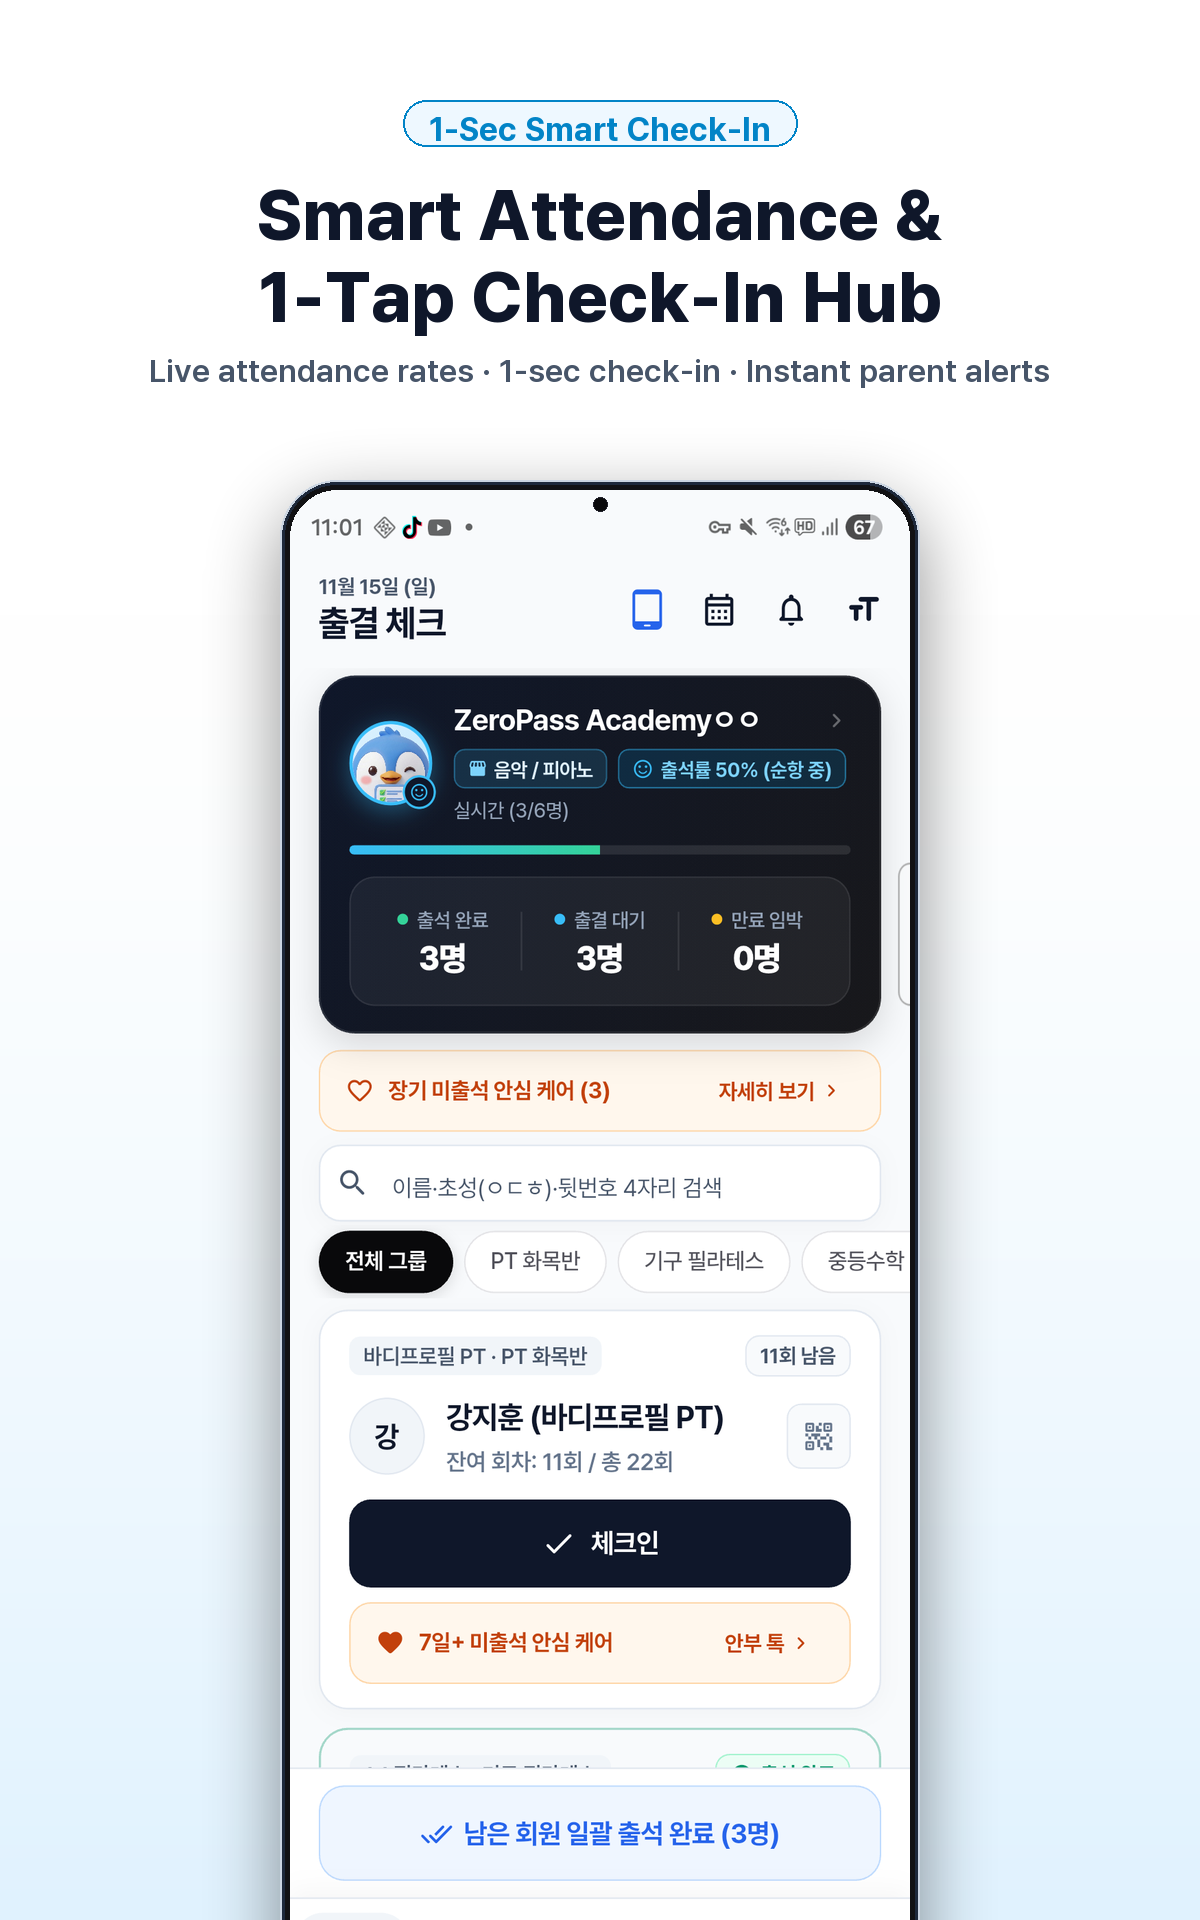 1-Sec Smart Check-In
Smart Attendance &
1-Tap Check-In Hub
Live attendance rates · 1-sec check-in · Instant parent alerts
11:01
HD
67
11월 15일 (일)
출결 체크
TT
ZeroPass Academyㅇㅇ
음악 / 피아노
출석률 50% (순항 중)
실시간 (3/6명)
출석 완료
출결 대기
만료 임박
3명
3명
0명
장기 미출석 안심 케어 (3)
자세히 보기
이름·초성(ㅇㄷㅎ)·뒷번호 4자리 검색
전체 그룹
PT 화목반
기구 필라테스
중등수학
바디프로필 PT · PT 화목반
11회 남음
강
강지훈 (바디프로필 PT)
잔여 회차: 11회 / 총 22회
체크인
7일+ 미출석 안심 케어
안부 톡
남은 회원 일괄 출석 완료 (3명)